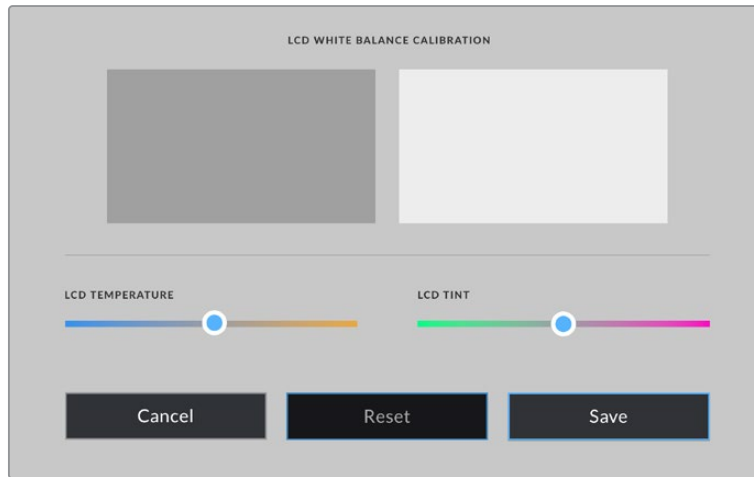 LCD WHITE BALANCE CALIBRATION
LCD TEMPERATURE
LCD TINT
Cancel
Reset
Save